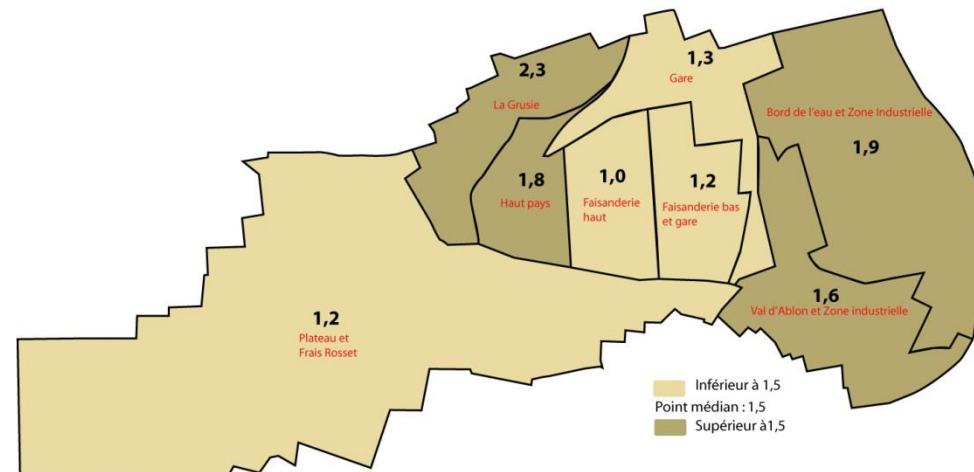 2,3
La Grusie
1,3
Gare
Bord de l'eau et Zone Industrielle
1,9
1,8
Haut pays
1,0
Faisanderie
haut
1,2
Faisanderie bas
et gare
1,6
Val d'Ablon et Zone industrielle
1,2
Plateau et
Frais Rosset
Inférieur à 1,5
Point médian : 1,5
Supérieur à1,5